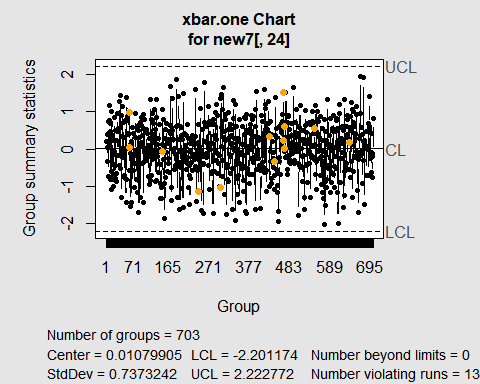 xbar.one Chart
for new7[, 24]
Group summary statistics
2
1
0
-1
-2
UCL
CL
LCL
1 71 165 271 377 483 589 695
Group
Number of groups = 703
Center = 0.01079905 LCL = -2.201174 Number beyond limits = 0
StdDev = 0.7373242 UCL = 2.222772 Number violating runs = 13